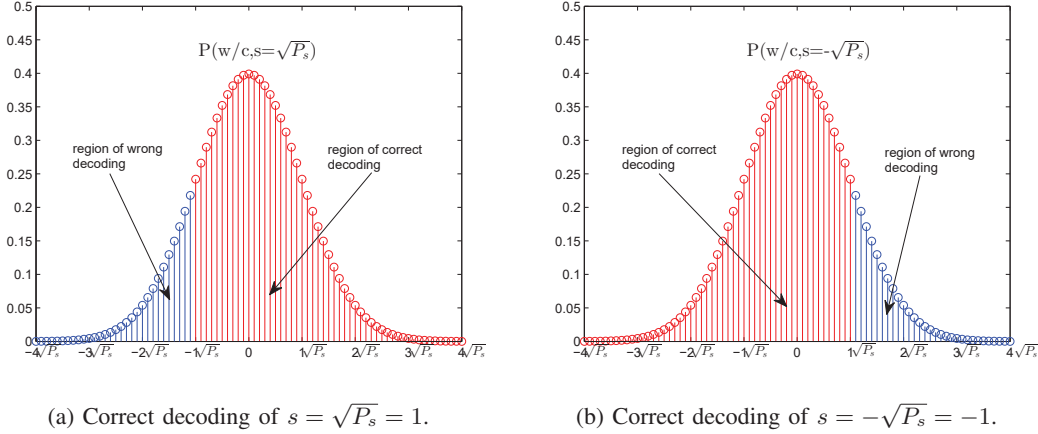 0.5
0.45
0.4
0.35
0.3
0.25
0.2
0.15
0.1
0.05
0
P(w/c,s=√P_s)
region of wrong
decoding
region of correct
decoding
−4√P_s −3√P_s −2√P_s −1√P_s 0 1√P_s 2√P_s 3√P_s 4√P_s
(a) Correct decoding of s = √P_s = 1.
0.5
0.45
0.4
0.35
0.3
0.25
0.2
0.15
0.1
0.05
0
P(w/c,s=-√P_s)
region of correct
decoding
region of wrong
decoding
−4√P_s −3√P_s −2√P_s −1√P_s 0 1√P_s 2√P_s 3√P_s 4√P_s
(b) Correct decoding of s = −√P_s = −1.